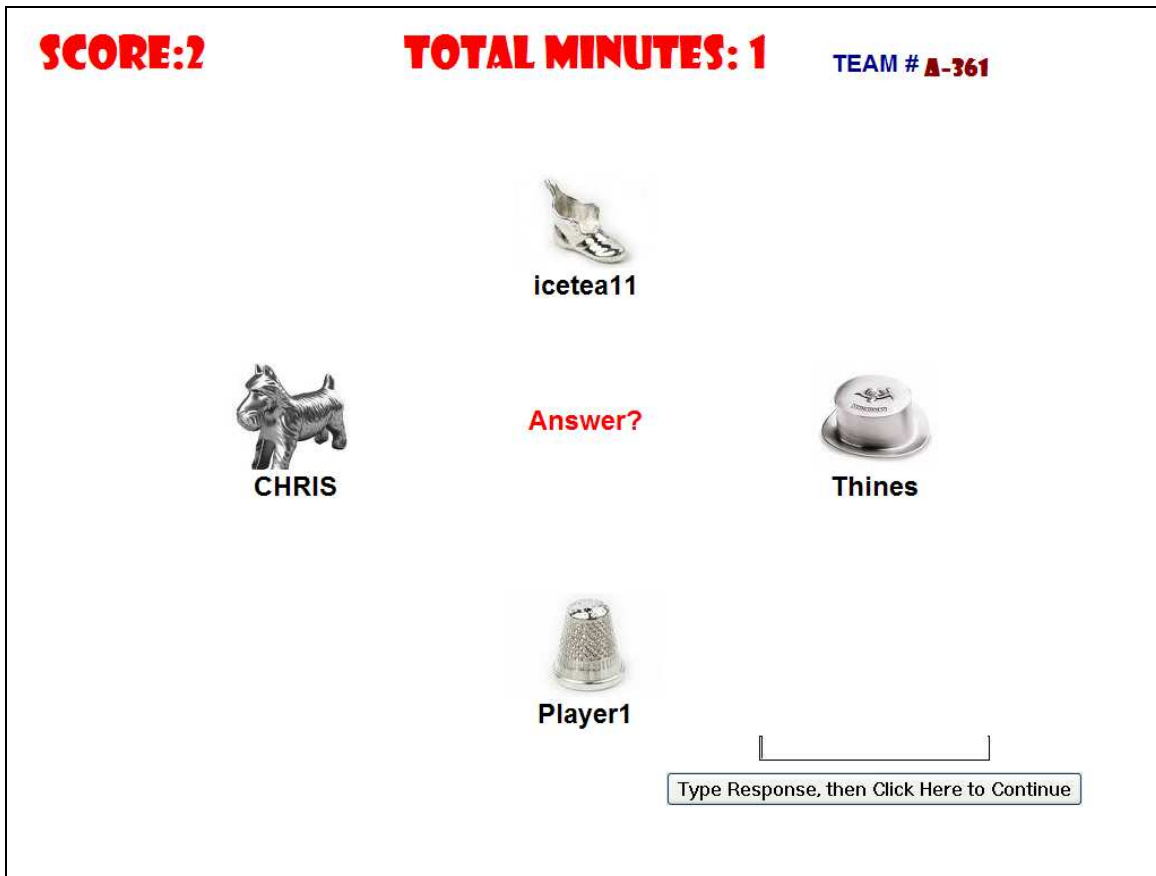 SCORE:2 TOTAL MINUTES: 1 TEAM # A-361
icetea11
Answer?
CHRIS Thines
Player1
Type Response, then Click Here to Continue